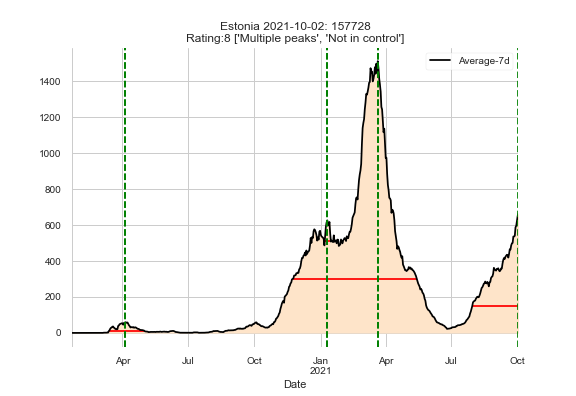 Estonia 2021-10-02: 157728
Rating:8 ['Multiple peaks', 'Not in control']
Average-7d
1400
1200
1000
800
600
400
200
0
Apr Jul Oct Jan Apr Jul Oct
2021
Date